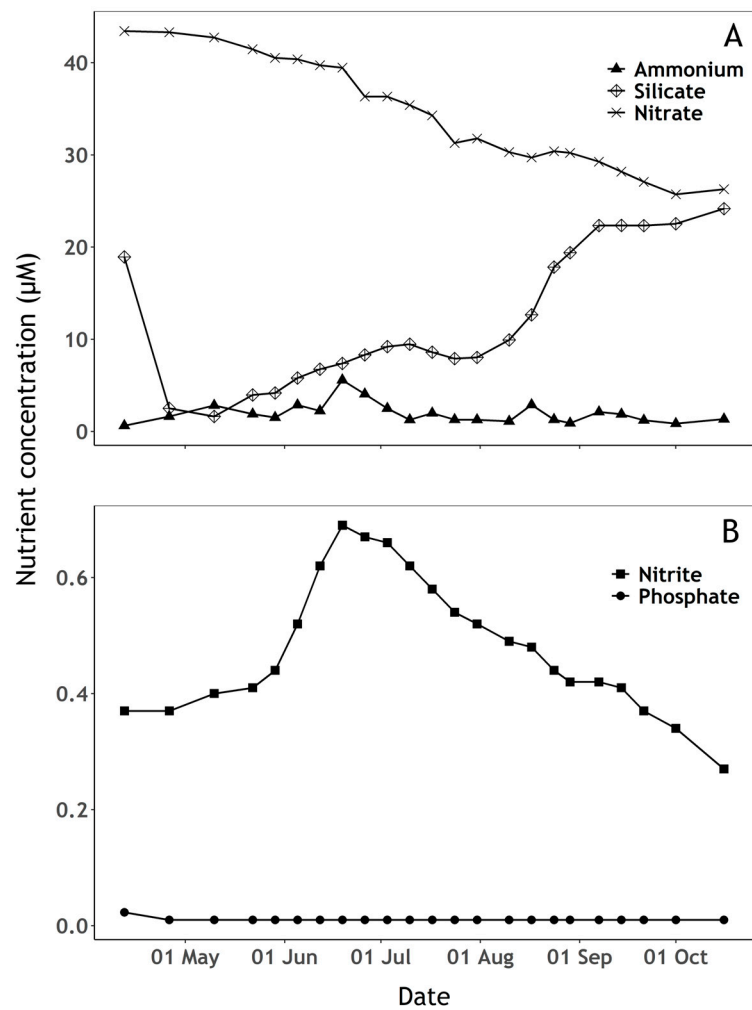 A
Ammonium
Silicate
Nitrate
40
30
20
10
0
Nutrient concentration (μM)
B
Nitrite
Phosphate
0.6
0.4
0.2
0.0
01 May 01 Jun 01 Jul 01 Aug 01 Sep 01 Oct
Date